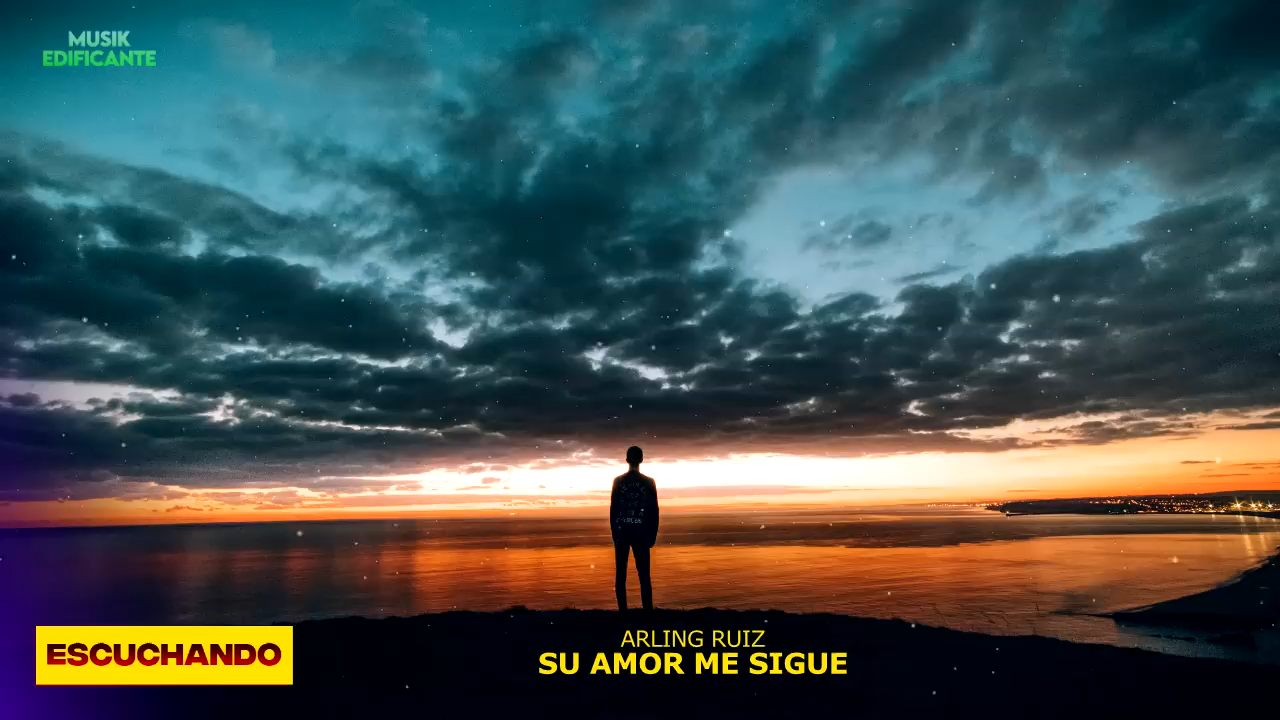 MUSIK
EDIFICANTE
ESCUCHANDO
ARLING RUIZ
SU AMOR ME SIGUE